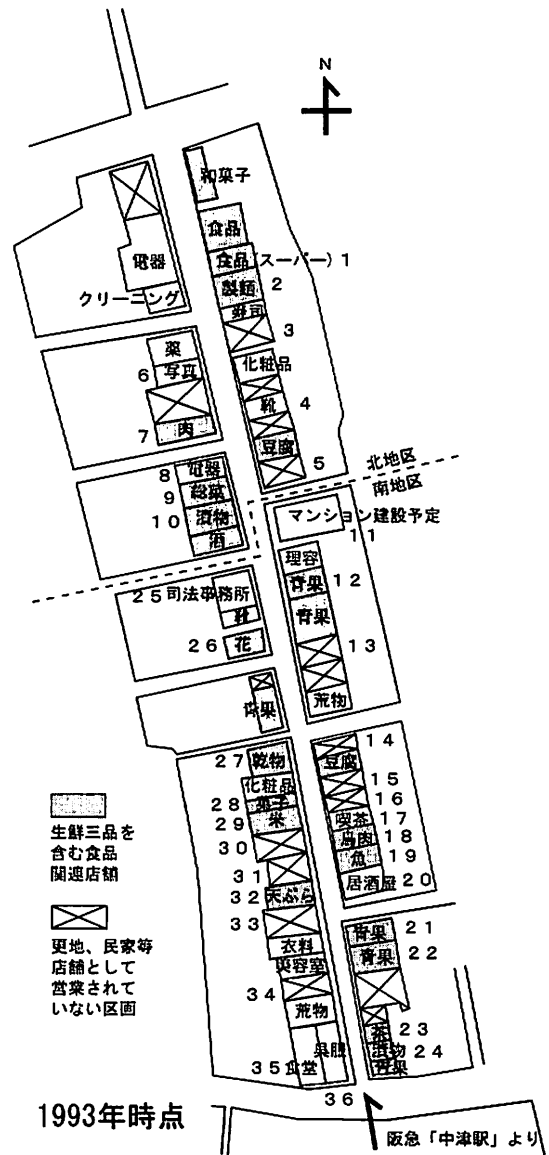 N
和菓子
食品
食品(スーパー) 1
製麺 2
寿司
3
化粧品
靴 4
豆腐
5
電器
クリーニング
薬
6 写真
7 肉
8 電器
9 惣菜
10 漬物
酒
北地区
南地区
マンション建設予定
11
理容
青果 12
青果
13
荒物
25 司法事務所
靴
26 花
青果
14
豆腐
15
16
喫茶 17
鳥肉 18
魚 19
居酒屋 20
27 乾物
化粧品
28 菓子
29 米
30
31
32 天ぷら
33
衣料
美容室
34
荒物
呉服
35 食堂
青果 21
青果 22
茶 23
漬物 24
青果
36
生鮮三品を
含む食品
関連店舗
更地、民家等
店舗として
営業されて
いない区画
1993年時点
阪急「中津駅」より